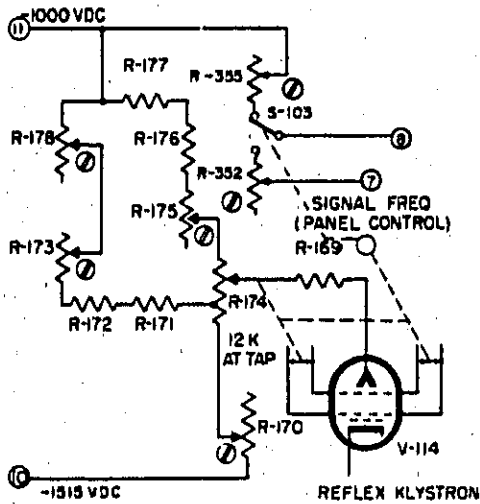 11 -1000 VDC
R-177
R-355
S-103
R-178
R-176
8
R-352
7
R-175
SIGNAL FREQ
(PANEL CONTROL)
R-173
R-169
R-174
R-172 R-171
12 K
AT TAP
R-170
V-114
10 -1515 VDC
REFLEX KLYSTRON